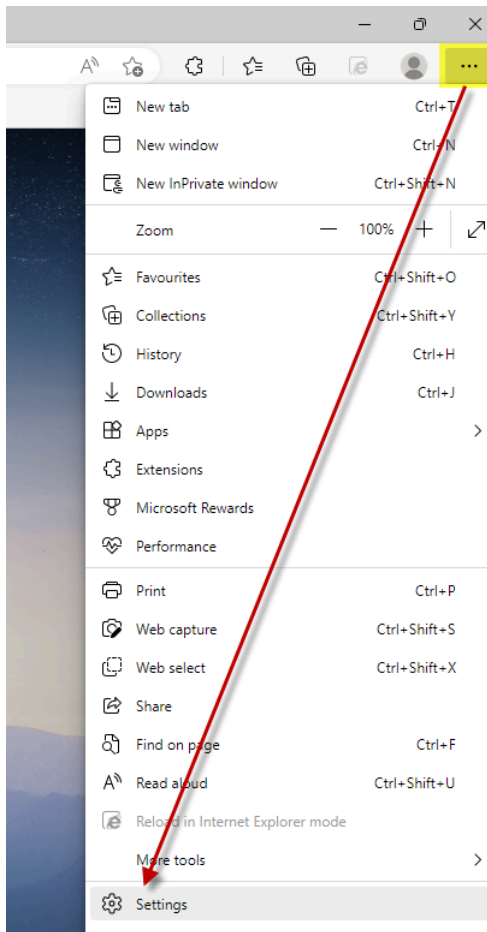 New tab Ctrl+T
New window Ctrl+N
New InPrivate window Ctrl+Shift+N
Zoom 100%
Favourites Ctrl+Shift+O
Collections Ctrl+Shift+Y
History Ctrl+H
Downloads Ctrl+J
Apps
Extensions
Microsoft Rewards
Performance
Print Ctrl+P
Web capture Ctrl+Shift+S
Web select Ctrl+Shift+X
Share
Find on page Ctrl+F
Read aloud Ctrl+Shift+U
Reload in Internet Explorer mode
More tools
Settings